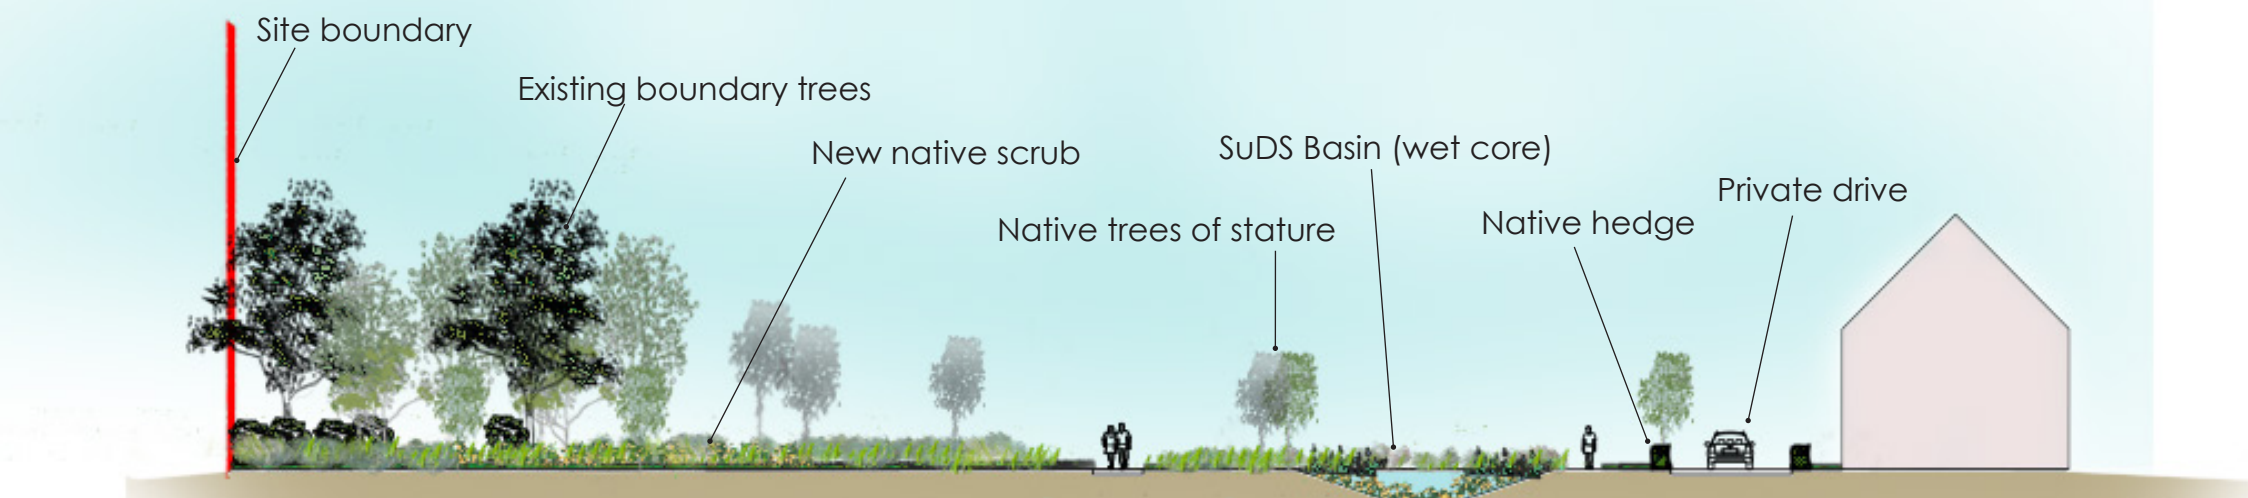 Site boundary
Existing boundary trees
New native scrub
SuDS Basin (wet core)
Native trees of stature
Native hedge
Private drive